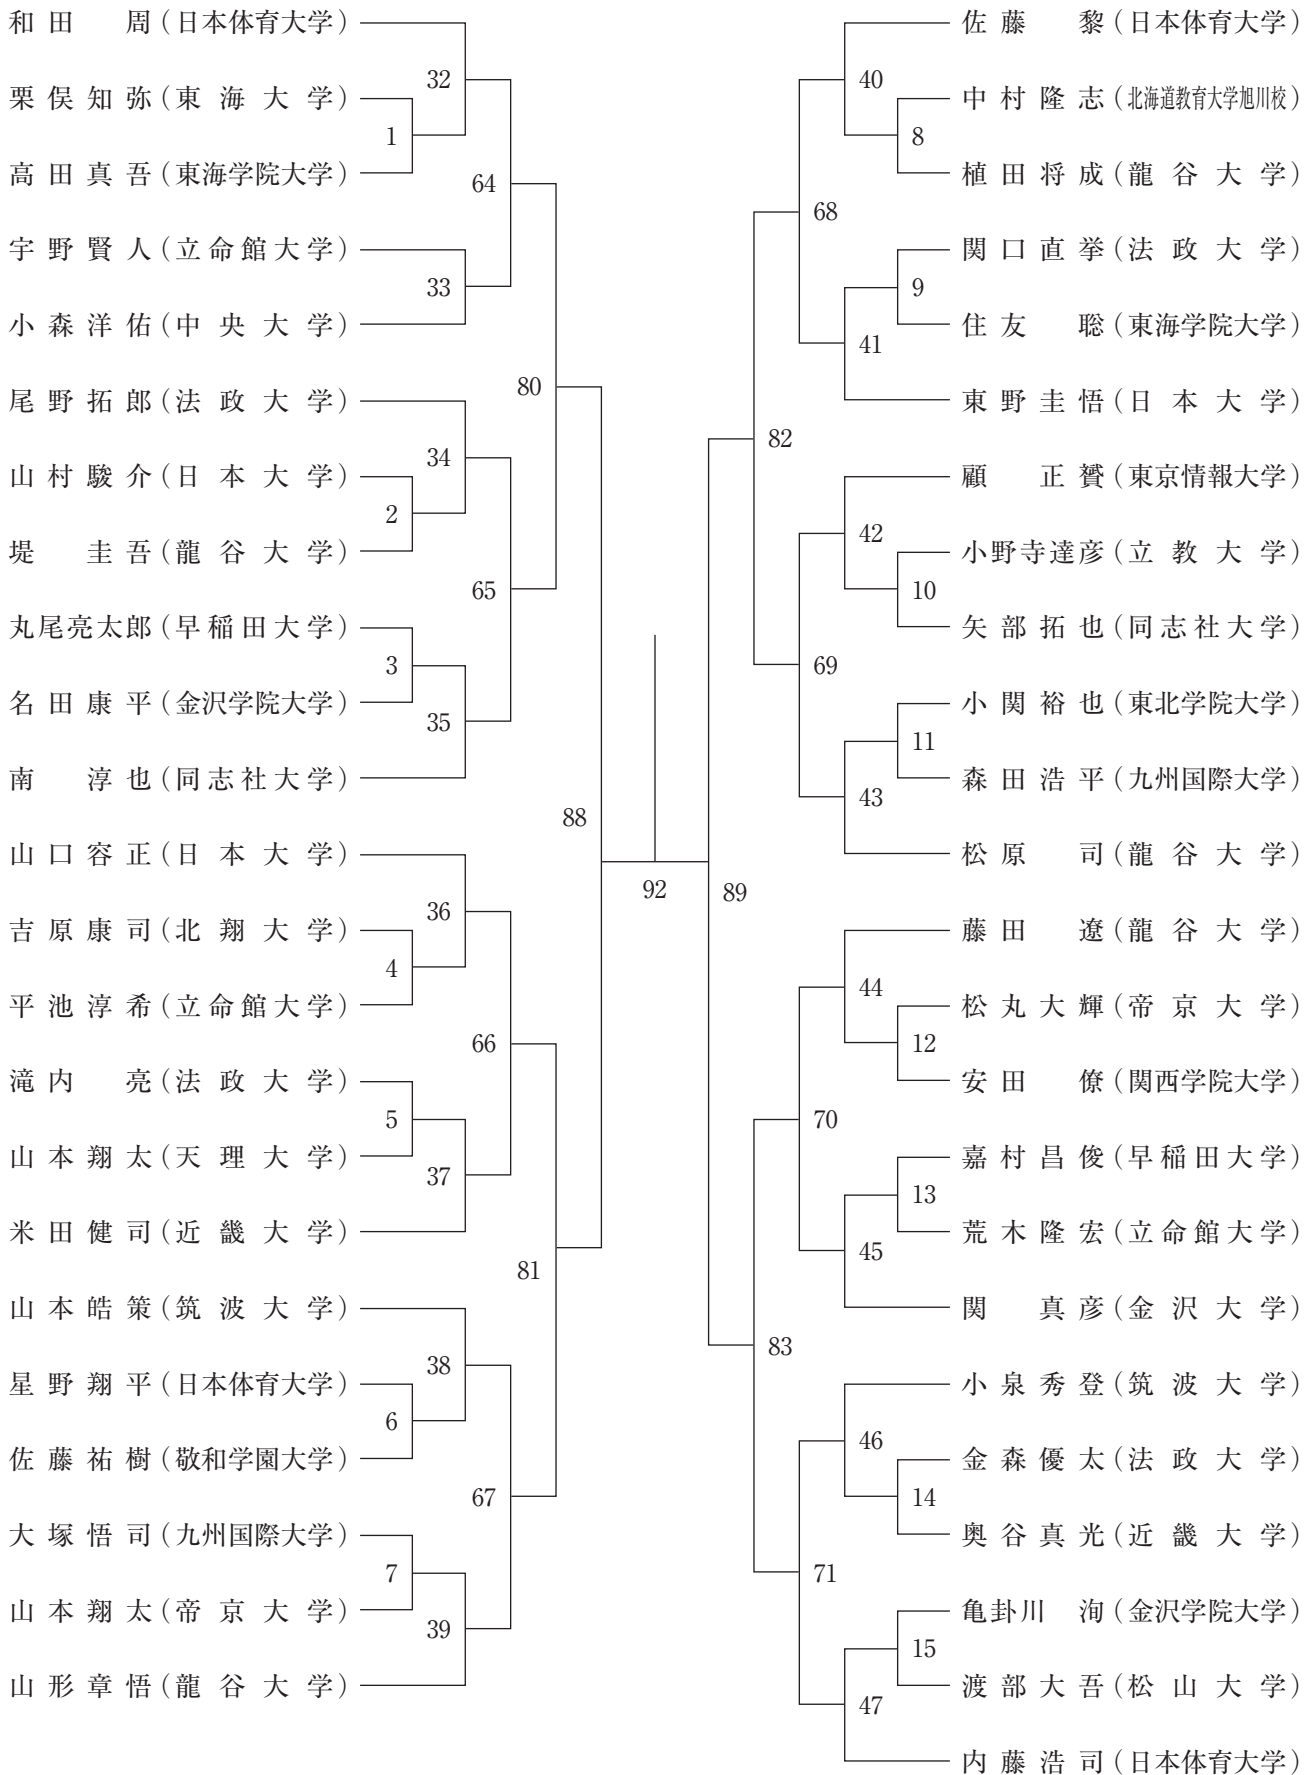 和田 周(日本体育大学)
32
栗俣知弥(東海大学)
1
高田真吾(東海学院大学)
64
宇野賢人(立命館大学)
33
小森洋佑(中央大学)
80
尾野拓郎(法政大学)
34
山村駿介(日本大学)
2
堤 圭吾(龍谷大学)
65
丸尾亮太郎(早稲田大学)
3
名田康平(金沢学院大学)
35
南 淳也(同志社大学)
88
山口容正(日本大学)
36
吉原康司(北翔大学)
4
平池淳希(立命館大学)
66
滝内 亮(法政大学)
5
山本翔太(天理大学)
37
米田健司(近畿大学)
81
山本皓策(筑波大学)
38
星野翔平(日本体育大学)
6
佐藤祐樹(敬和学園大学)
67
大塚悟司(九州国際大学)
7
山本翔太(帝京大学)
39
山形章悟(龍谷大学)
92
佐藤 黎(日本体育大学)
40
中村隆志(北海道教育大学旭川校)
8
植田将成(龍谷大学)
68
関口直挙(法政大学)
9
住友 聡(東海学院大学)
41
東野圭悟(日本大学)
82
顧 正贇(東京情報大学)
42
小野寺達彦(立教大学)
10
矢部拓也(同志社大学)
69
小関裕也(東北学院大学)
11
森田浩平(九州国際大学)
43
松原 司(龍谷大学)
89
藤田 遼(龍谷大学)
44
松丸大輝(帝京大学)
12
安田 僚(関西学院大学)
70
嘉村昌俊(早稲田大学)
13
荒木隆宏(立命館大学)
45
関 真彦(金沢大学)
83
小泉秀登(筑波大学)
46
金森優太(法政大学)
14
奥谷真光(近畿大学)
71
亀卦川 洵(金沢学院大学)
15
渡部大吾(松山大学)
47
内藤浩司(日本体育大学)